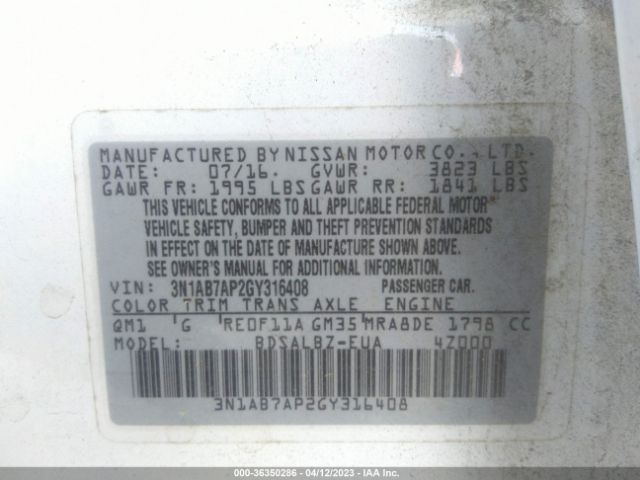 MANUFACTURED BY NISSAN MOTOR CO., LTD.
DATE: 07/16. GVWR: 3823 LBS
GAWR FR: 1995 LBS GAWR RR: 1841 LBS
THIS VEHICLE CONFORMS TO ALL APPLICABLE FEDERAL MOTOR
VEHICLE SAFETY, BUMPER AND THEFT PREVENTION STANDARDS
IN EFFECT ON THE DATE OF MANUFACTURE SHOWN ABOVE.
SEE OWNER'S MANUAL FOR ADDITIONAL INFORMATION.
VIN: 3N1AB7AP2GY316408 PASSENGER CAR.
COLOR TRIM TRANS AXLE ENGINE
QM1 G RE0F11A GM35 MRA8DE 1798 CC
MODEL: BDSALBZ-EUA 4Z000
3N1AB7AP2GY316408
000-36350286 - 04/12/2023 - IAA Inc.